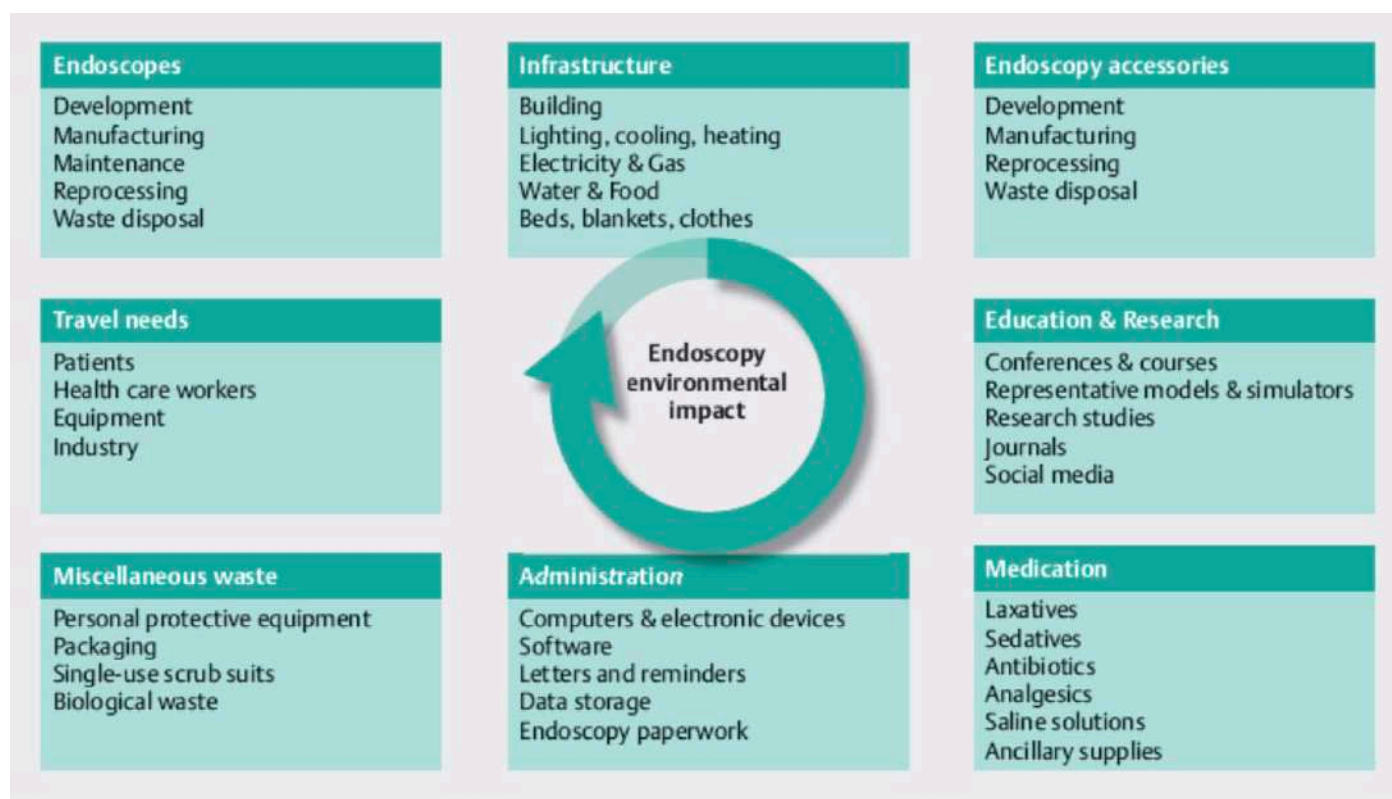 Endoscopes
Development
Manufacturing
Maintenance
Reprocessing
Waste disposal
Infrastructure
Building
Lighting, cooling, heating
Electricity & Gas
Water & Food
Beds, blankets, clothes
Endoscopy accessories
Development
Manufacturing
Reprocessing
Waste disposal
Travel needs
Patients
Health care workers
Equipment
Industry
Endoscopy
environmental
impact
Education & Research
Conferences & courses
Representative models & simulators
Research studies
Journals
Social media
Miscellaneous waste
Personal protective equipment
Packaging
Single-use scrub suits
Biological waste
Administration
Computers & electronic devices
Software
Letters and reminders
Data storage
Endoscopy paperwork
Medication
Laxatives
Sedatives
Antibiotics
Analgesics
Saline solutions
Ancillary supplies